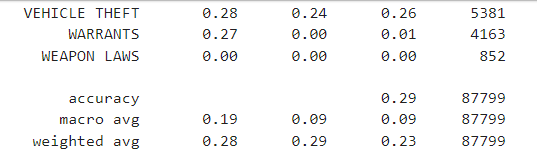 VEHICLE THEFT 0.28 0.24 0.26 5381
WARRANTS 0.27 0.00 0.01 4163
WEAPON LAWS 0.00 0.00 0.00 852
accuracy 0.29 87799
macro avg 0.19 0.09 0.09 87799
weighted avg 0.28 0.29 0.23 87799